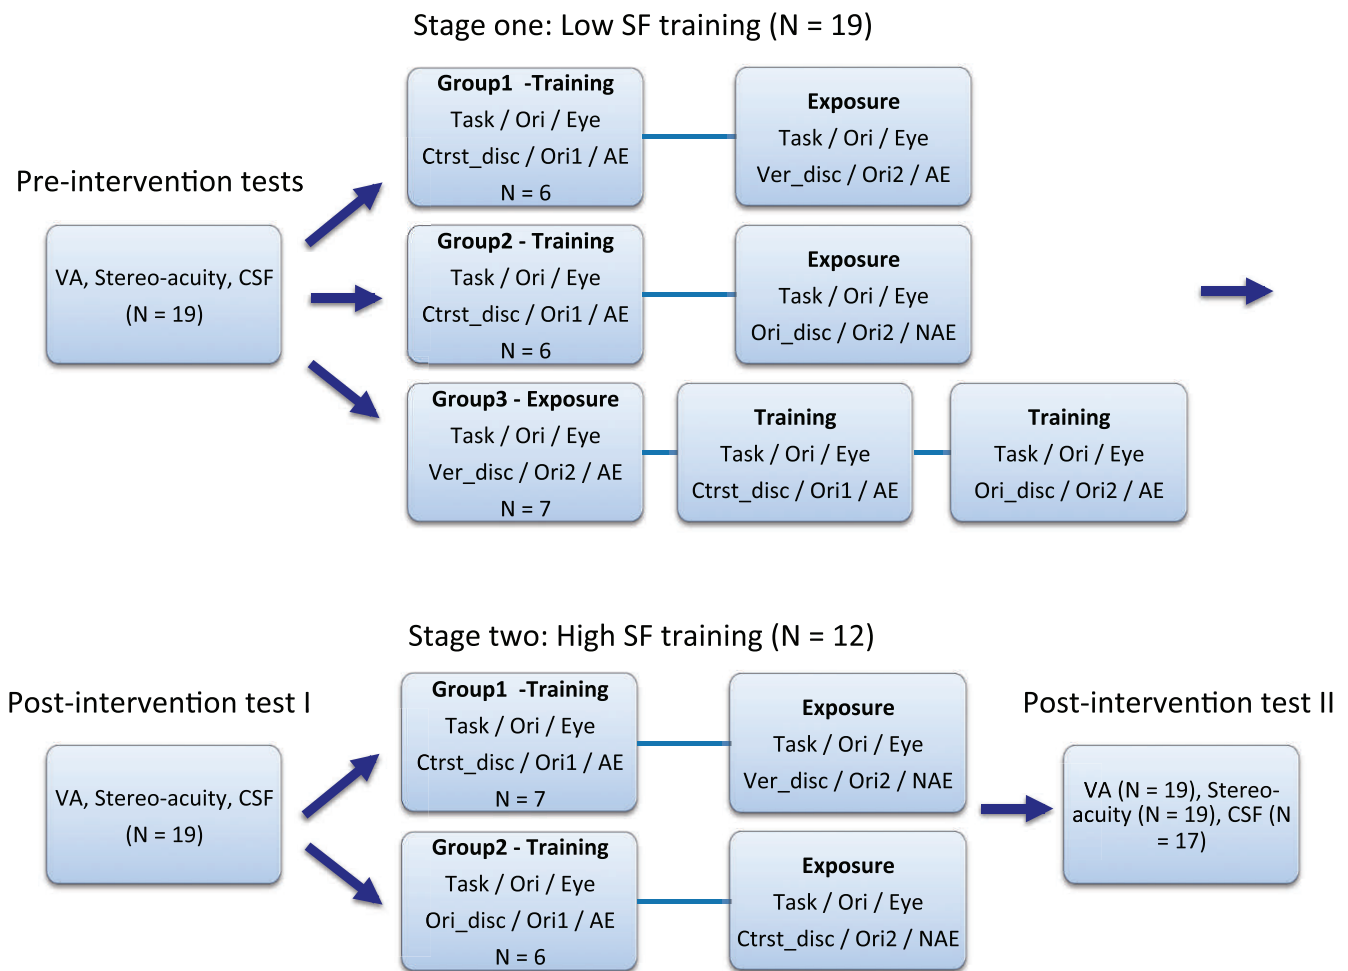 Stage one: Low SF training (N = 19)
Pre-intervention tests
VA, Stereo-acuity, CSF
(N = 19)
Group1  -Training
Task / Ori / Eye
Ctrst_disc / Ori1 / AE
N = 6
Exposure
Task / Ori / Eye
Ver_disc / Ori2 / AE
Group2 - Training
Task / Ori / Eye
Ctrst_disc / Ori1 / AE
N = 6
Exposure
Task / Ori / Eye
Ori_disc / Ori2 / NAE
Group3 - Exposure
Task / Ori / Eye
Ver_disc / Ori2 / AE
N = 7
Training
Task / Ori / Eye
Ctrst_disc / Ori1 / AE
Training
Task / Ori / Eye
Ori_disc / Ori2 / AE
Stage two: High SF training (N = 12)
Post-intervention test I
VA, Stereo-acuity, CSF
(N = 19)
Group1  -Training
Task / Ori / Eye
Ctrst_disc / Ori1 / AE
N = 7
Exposure
Task / Ori / Eye
Ver_disc / Ori2 / NAE
Group2 - Training
Task / Ori / Eye
Ori_disc / Ori1 / AE
N = 6
Exposure
Task / Ori / Eye
Ctrst_disc / Ori2 / NAE
Post-intervention test II
VA (N = 19), Stereo-
acuity (N = 19), CSF (N
= 17)